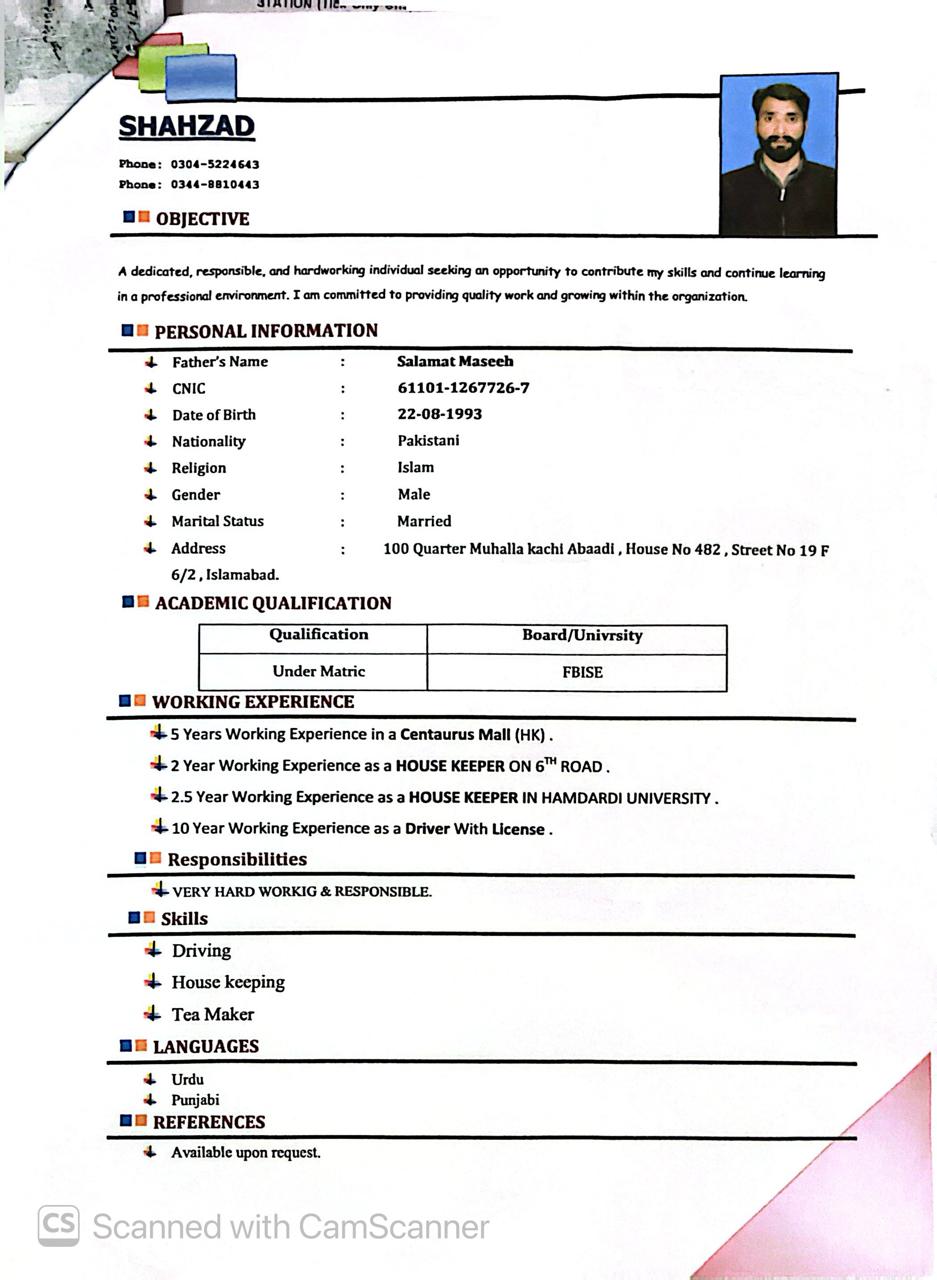 STATION (
SHAHZAD
Phone: 0304-5224643
Phone: 0344-8810443
OBJECTIVE
A dedicated, responsible, and hardworking individual seeking an opportunity to contribute my skills and continue learning
in a professional environment. I am committed to providing quality work and growing within the organization.
PERSONAL INFORMATION
Father's Name : Salamat Maseeh
CNIC : 61101-1267726-7
Date of Birth : 22-08-1993
Nationality : Pakistani
Religion : Islam
Gender : Male
Marital Status : Married
Address : 100 Quarter Muhalla kachi Abaadi , House No 482 , Street No 19 F
6/2 , Islamabad.
ACADEMIC QUALIFICATION
Qualification Board/Univrsity
Under Matric FBISE
WORKING EXPERIENCE
5 Years Working Experience in a Centaurus Mall (HK) .
2 Year Working Experience as a HOUSE KEEPER ON 6TH ROAD .
2.5 Year Working Experience as a HOUSE KEEPER IN HAMDARDI UNIVERSITY .
10 Year Working Experience as a Driver With License .
Responsibilities
VERY HARD WORKIG & RESPONSIBLE.
Skills
Driving
House keeping
Tea Maker
LANGUAGES
Urdu
Punjabi
REFERENCES
Available upon request.
CS Scanned with CamScanner